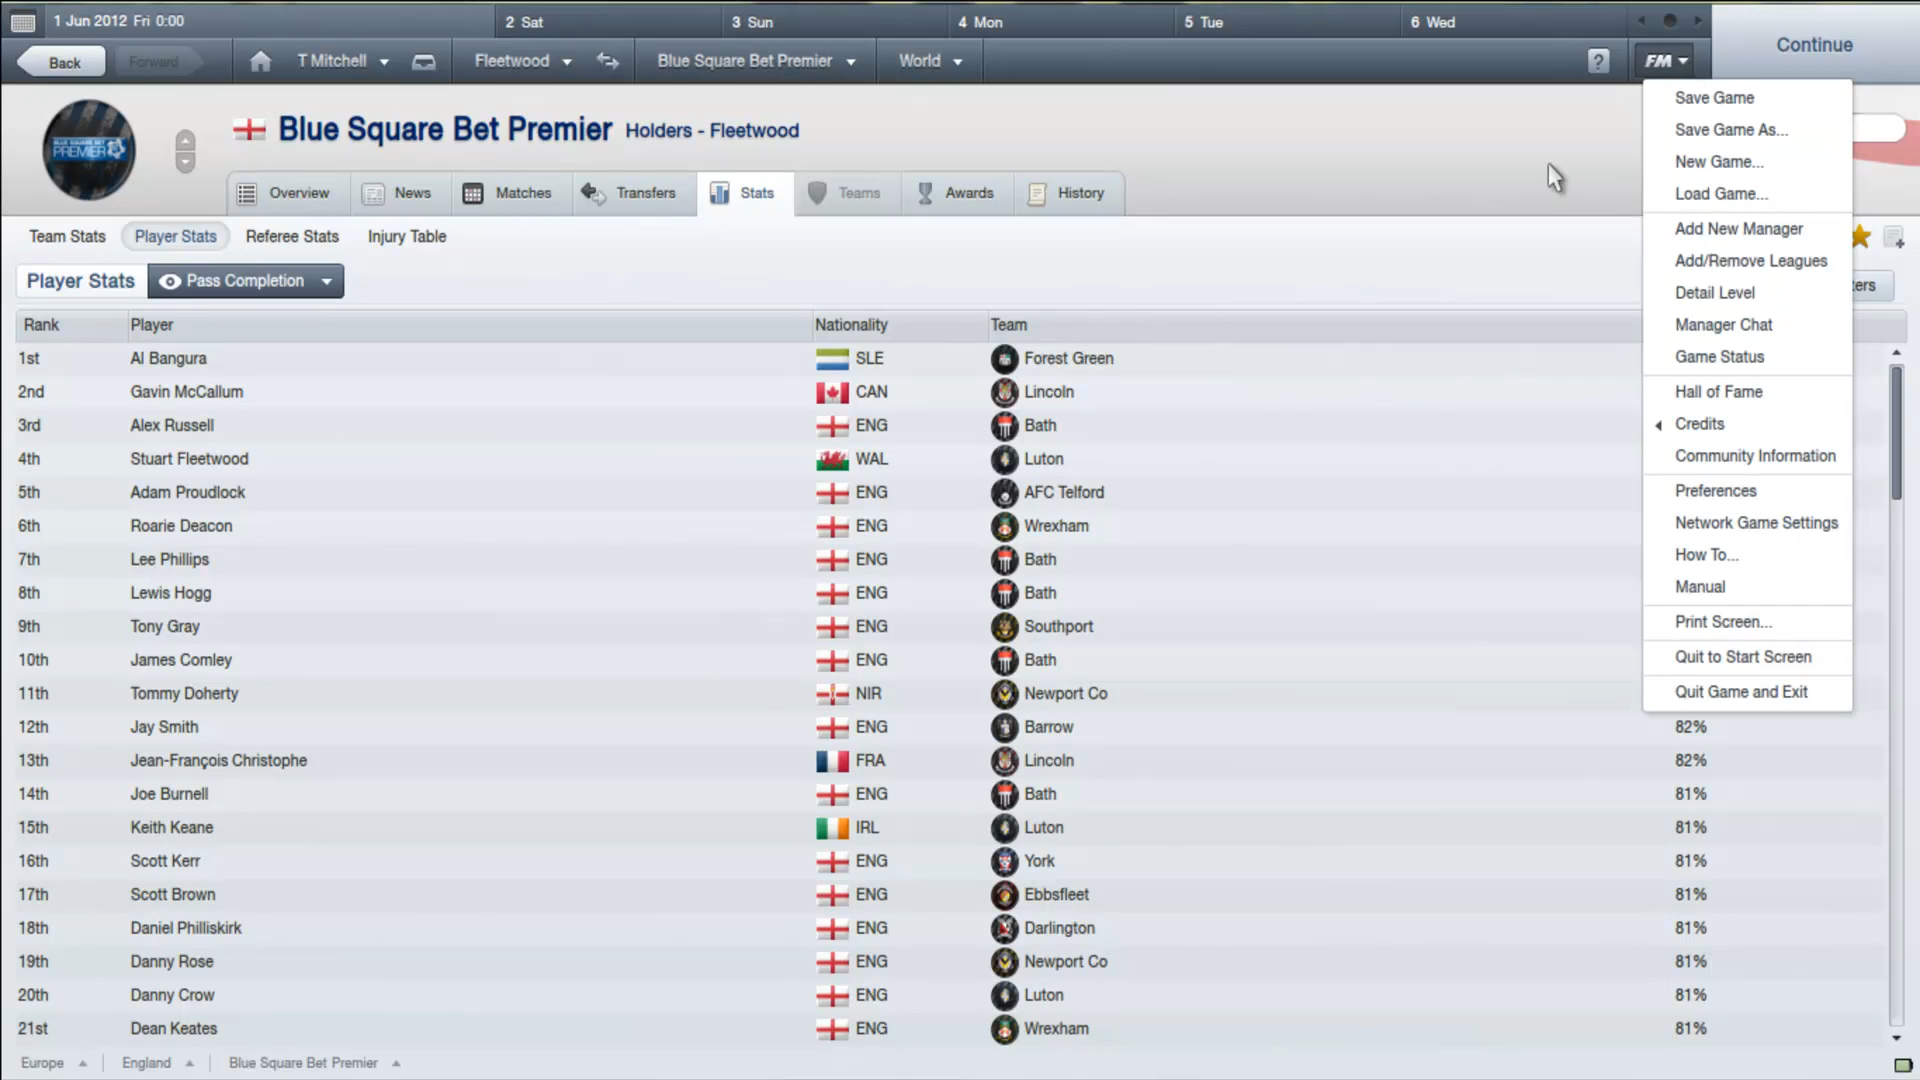 1 Jun 2012 Fri 0:00 2 Sat 3 Sun 4 Mon 5 Tue 6 Wed
Back Forward T Mitchell Fleetwood Blue Square Bet Premier World ? FM Continue
BLUE SQUARE BET
PREMIER
Blue Square Bet Premier Holders - Fleetwood
Overview News Matches Transfers Stats Teams Awards History
Team Stats Player Stats Referee Stats Injury Table
Player Stats Pass Completion ters
Rank Player Nationality Team
1st Al Bangura SLE Forest Green
2nd Gavin McCallum CAN Lincoln
3rd Alex Russell ENG Bath
4th Stuart Fleetwood WAL Luton
5th Adam Proudlock ENG AFC Telford
6th Roarie Deacon ENG Wrexham
7th Lee Phillips ENG Bath
8th Lewis Hogg ENG Bath
9th Tony Gray ENG Southport
10th James Comley ENG Bath
11th Tommy Doherty NIR Newport Co
12th Jay Smith ENG Barrow 82%
13th Jean-François Christophe FRA Lincoln 82%
14th Joe Burnell ENG Bath 81%
15th Keith Keane IRL Luton 81%
16th Scott Kerr ENG York 81%
17th Scott Brown ENG Ebbsfleet 81%
18th Daniel Philliskirk ENG Darlington 81%
19th Danny Rose ENG Newport Co 81%
20th Danny Crow ENG Luton 81%
21st Dean Keates ENG Wrexham 81%
Save Game
Save Game As...
New Game...
Load Game...
Add New Manager
Add/Remove Leagues
Detail Level
Manager Chat
Game Status
Hall of Fame
Credits
Community Information
Preferences
Network Game Settings
How To...
Manual
Print Screen...
Quit to Start Screen
Quit Game and Exit
Europe England Blue Square Bet Premier